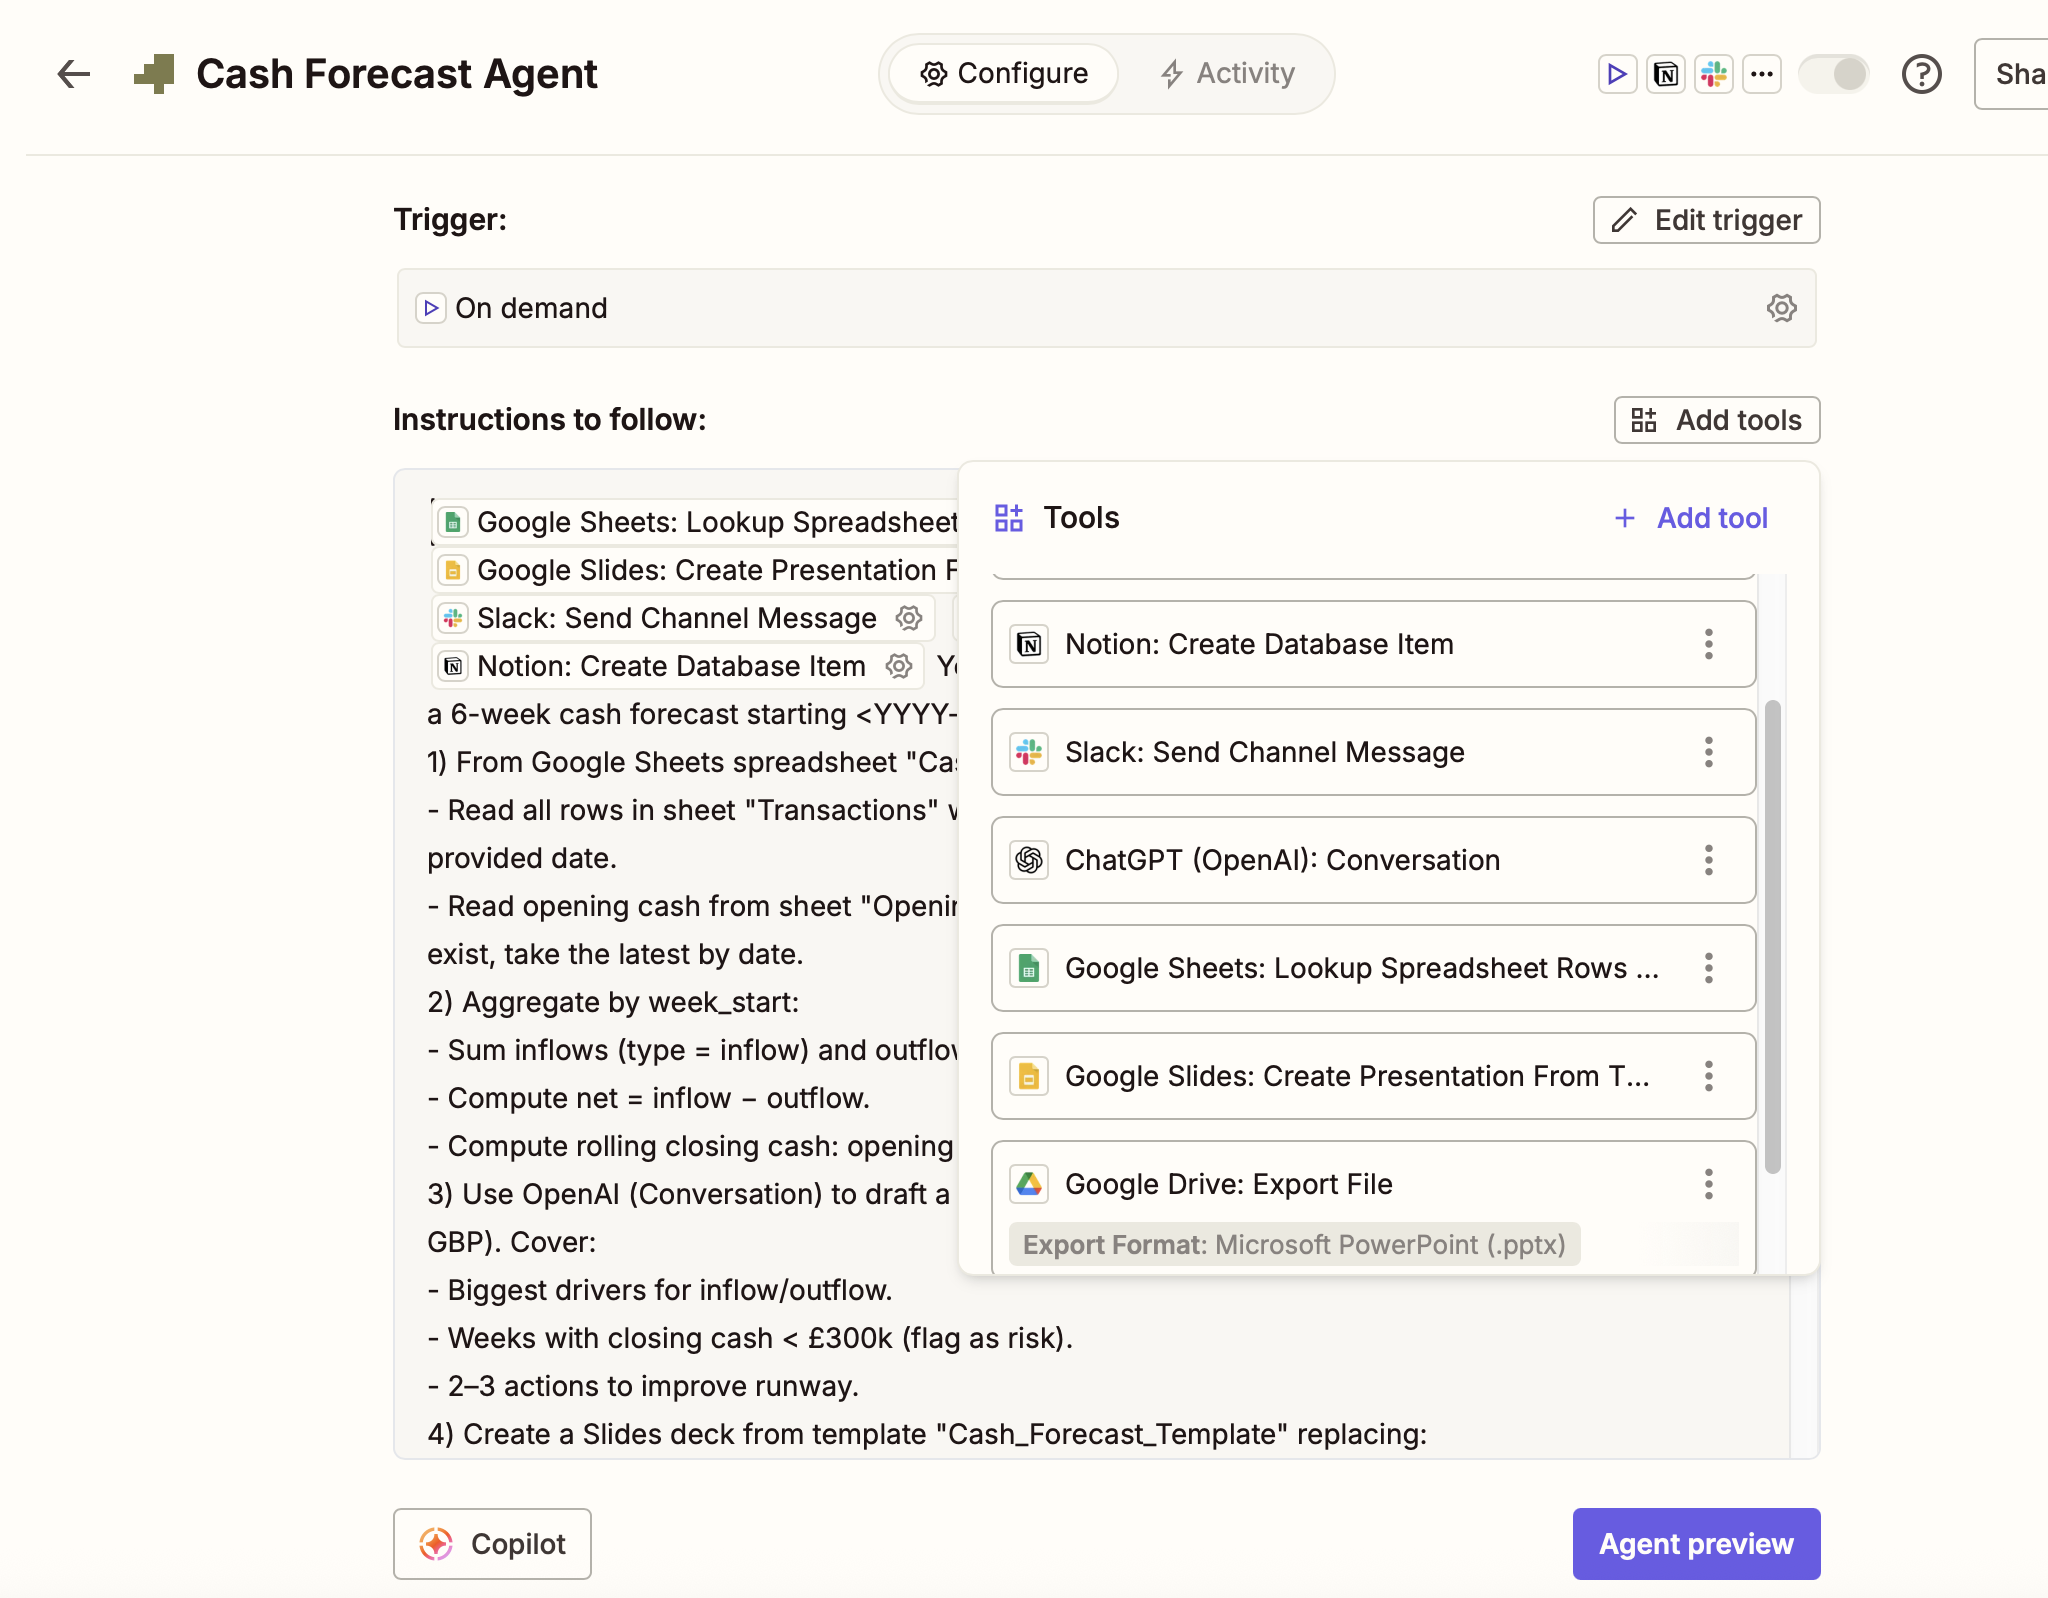 Cash Forecast Agent
Configure
Activity
Sha
Trigger:
Edit trigger
On demand
Instructions to follow:
Add tools
Google Sheets: Lookup Spreadsheet
Google Slides: Create Presentation F
Slack: Send Channel Message
Notion: Create Database Item Yo
a 6-week cash forecast starting <YYYY-
1) From Google Sheets spreadsheet "Cas
- Read all rows in sheet "Transactions" w
provided date.
- Read opening cash from sheet "Openin
exist, take the latest by date.
2) Aggregate by week_start:
- Sum inflows (type = inflow) and outflow
- Compute net = inflow − outflow.
- Compute rolling closing cash: opening
3) Use OpenAI (Conversation) to draft a
GBP). Cover:
- Biggest drivers for inflow/outflow.
- Weeks with closing cash < £300k (flag as risk).
- 2–3 actions to improve runway.
4) Create a Slides deck from template "Cash_Forecast_Template" replacing:
Tools
+ Add tool
Notion: Create Database Item
Slack: Send Channel Message
ChatGPT (OpenAI): Conversation
Google Sheets: Lookup Spreadsheet Rows ...
Google Slides: Create Presentation From T...
Google Drive: Export File
Export Format: Microsoft PowerPoint (.pptx)
Copilot
Agent preview